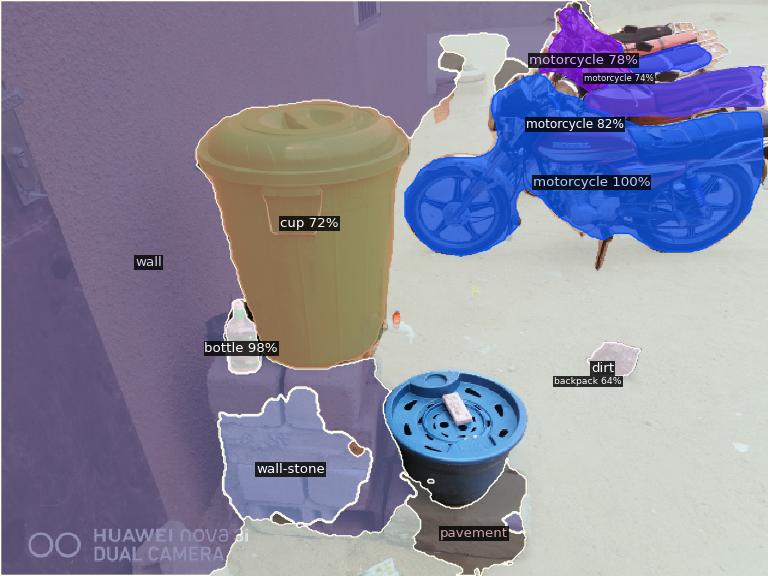 motorcycle 78%
motorcycle 74%
motorcycle 82%
motorcycle 100%
cup 72%
wall
bottle 98%
dirt
backpack 64%
wall-stone
pavement
HUAWEI nova 3i
DUAL CAMERA